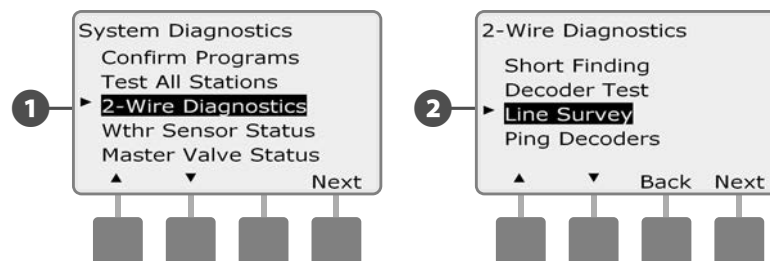 System Diagnostics
Confirm Programs
Test All Stations
1
2-Wire Diagnostics
Wthr Sensor Status
Master Valve Status
Next
2-Wire Diagnostics
Short Finding
Decoder Test
2
Line Survey
Ping Decoders
Back Next